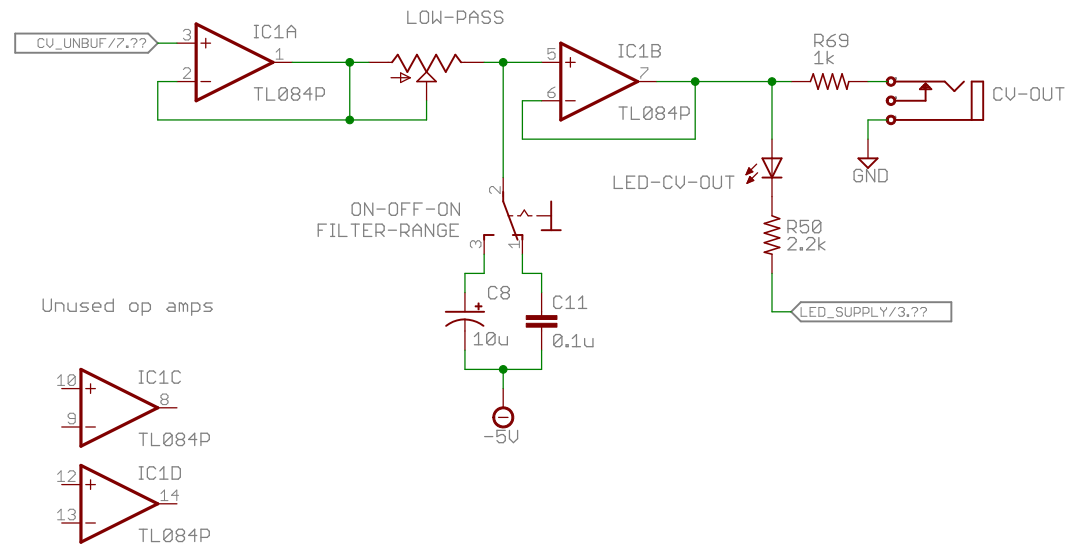 LOW-PASS
CV_UNBUF/7.??
3
2
1
IC1A
TL084P
5
6
7
IC1B
TL084P
R69
1k
CV-OUT
GND
LED-CV-OUT
R50
2.2k
LED_SUPPLY/3.??
ON-OFF-ON
FILTER-RANGE
2
3
1
C8
10u
C11
0.1u
-5V
Unused op amps
10
9
8
IC1C
TL084P
12
13
14
IC1D
TL084P